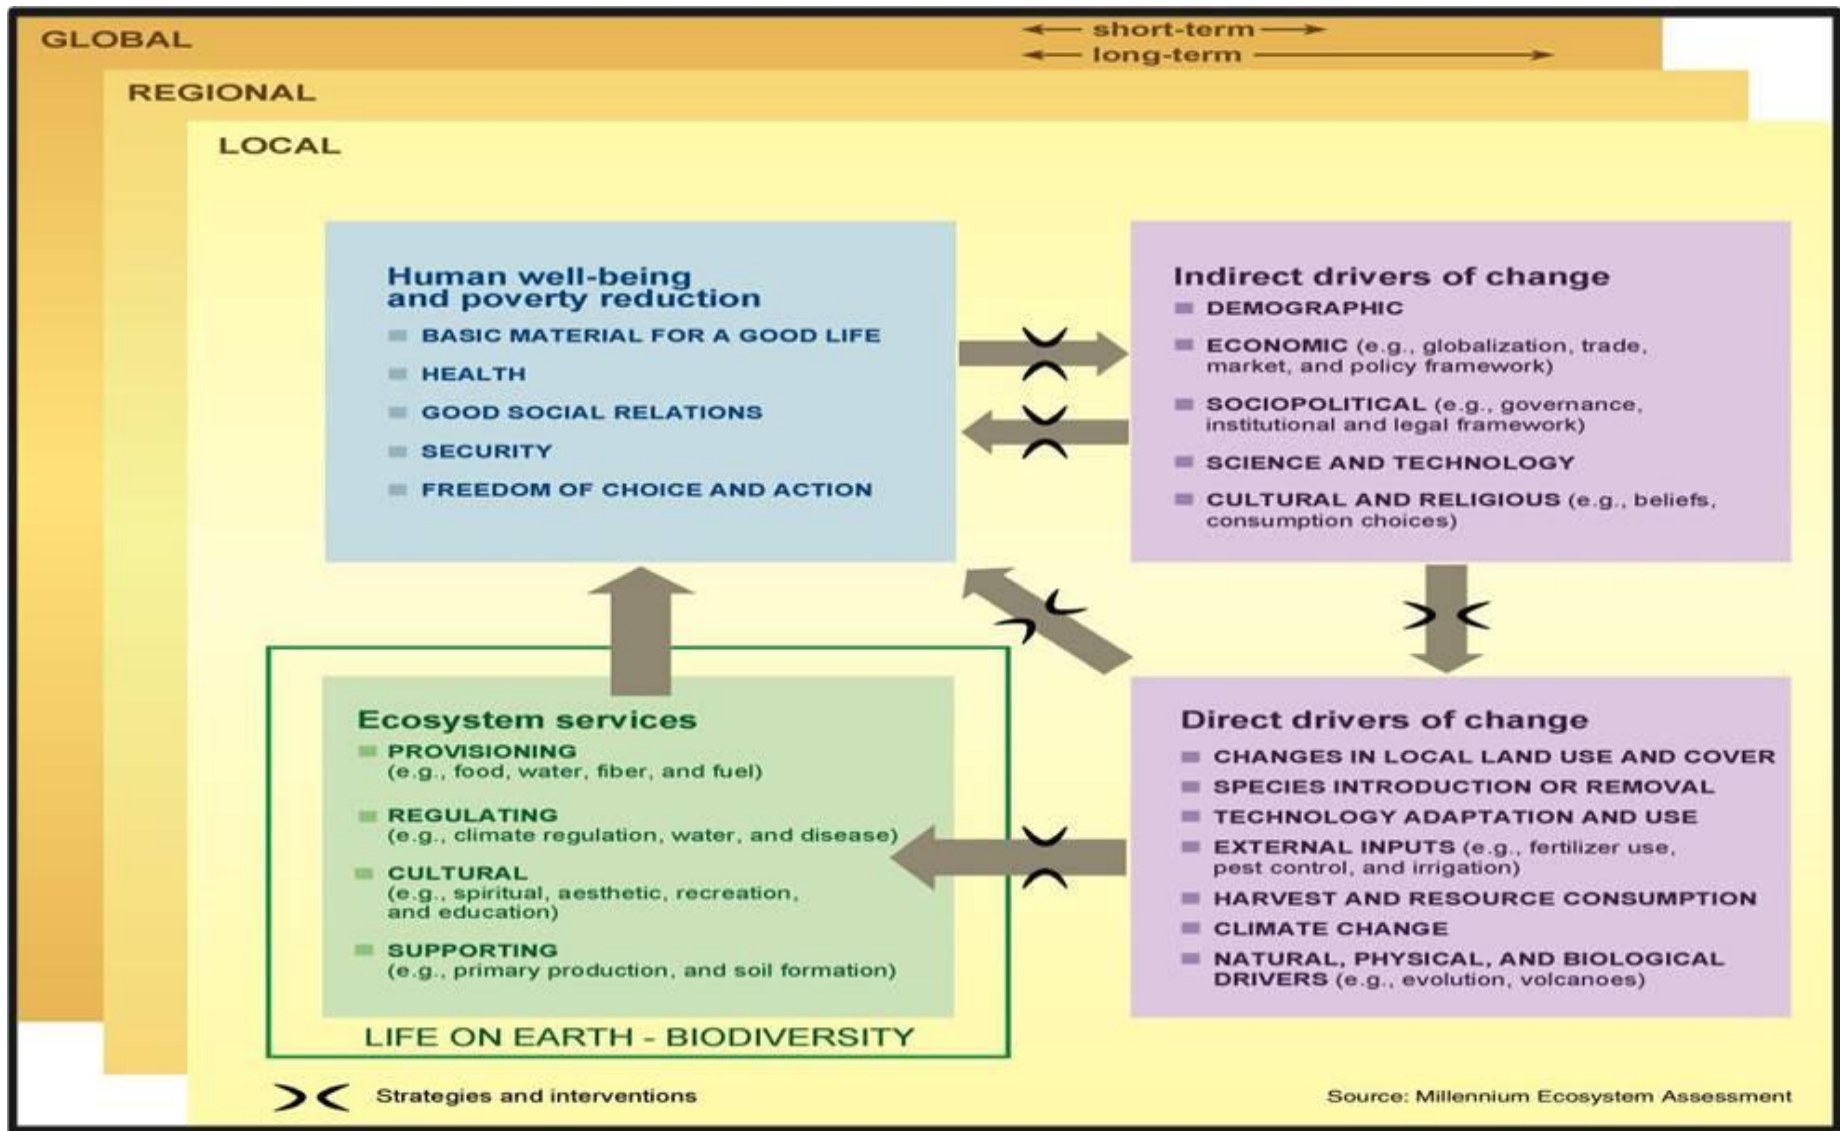 GLOBAL
short-term
long-term
REGIONAL
LOCAL
Human well-being
and poverty reduction
BASIC MATERIAL FOR A GOOD LIFE
HEALTH
GOOD SOCIAL RELATIONS
SECURITY
FREEDOM OF CHOICE AND ACTION
Indirect drivers of change
DEMOGRAPHIC
ECONOMIC (e.g., globalization, trade,
market, and policy framework)
SOCIOPOLITICAL (e.g., governance,
institutional and legal framework)
SCIENCE AND TECHNOLOGY
CULTURAL AND RELIGIOUS (e.g., beliefs,
consumption choices)
Ecosystem services
PROVISIONING
(e.g., food, water, fiber, and fuel)
REGULATING
(e.g., climate regulation, water, and disease)
CULTURAL
(e.g., spiritual, aesthetic, recreation,
and education)
SUPPORTING
(e.g., primary production, and soil formation)
LIFE ON EARTH - BIODIVERSITY
Direct drivers of change
CHANGES IN LOCAL LAND USE AND COVER
SPECIES INTRODUCTION OR REMOVAL
TECHNOLOGY ADAPTATION AND USE
EXTERNAL INPUTS (e.g., fertilizer use,
pest control, and irrigation)
HARVEST AND RESOURCE CONSUMPTION
CLIMATE CHANGE
NATURAL, PHYSICAL, AND BIOLOGICAL
DRIVERS (e.g., evolution, volcanoes)
Strategies and interventions
Source: Millennium Ecosystem Assessment